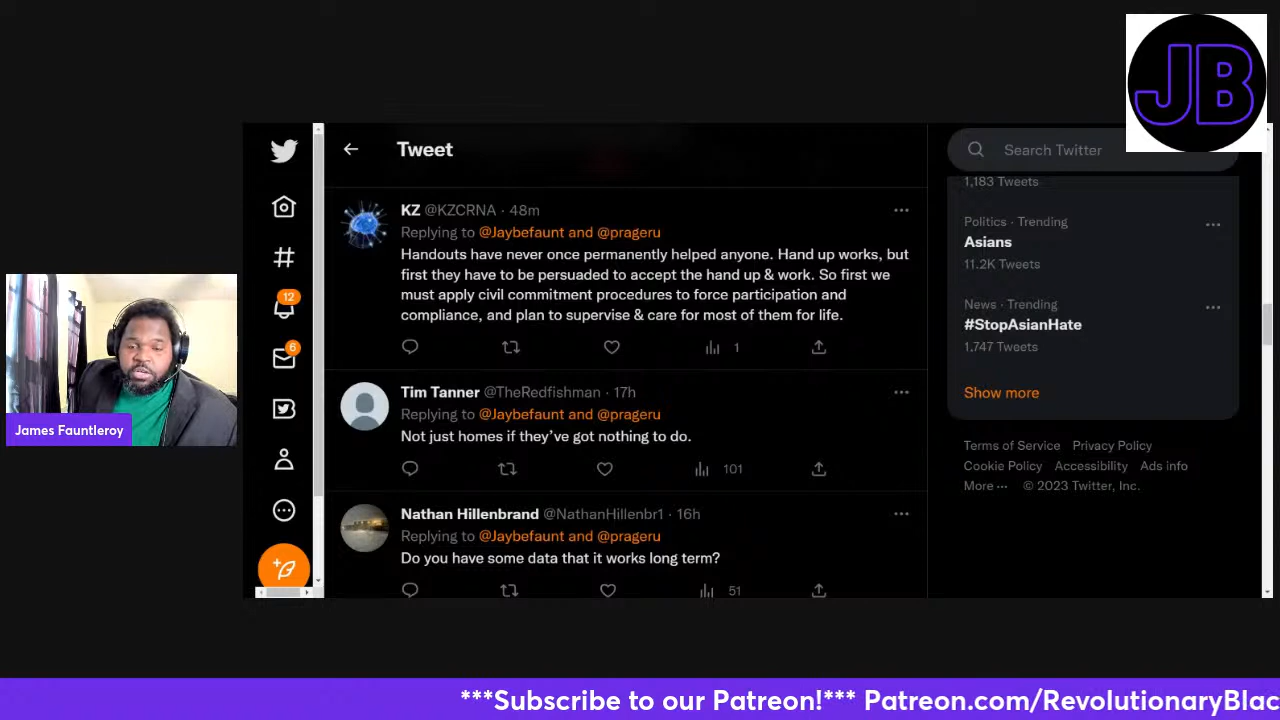 JB
Tweet
Search Twitter
1,183 Tweets
KZ @KZCRNA · 48m
Replying to @Jaybefaunt and @prageru
Handouts have never once permanently helped anyone. Hand up works, but
first they have to be persuaded to accept the hand up & work. So first we
must apply civil commitment procedures to force participation and
compliance, and plan to supervise & care for most of them for life.
1
Politics · Trending
Asians
11.2K Tweets
News · Trending
#StopAsianHate
1,747 Tweets
Show more
12
6
Tim Tanner @TheRedfishman · 17h
Replying to @Jaybefaunt and @prageru
Not just homes if they've got nothing to do.
101
James Fauntleroy
Terms of Service Privacy Policy
Cookie Policy Accessibility Ads info
More ··· © 2023 Twitter, Inc.
Nathan Hillenbrand @NathanHillenbr1 · 16h
Replying to @Jaybefaunt and @prageru
Do you have some data that it works long term?
51
***Subscribe to our Patreon!*** Patreon.com/RevolutionaryBlac